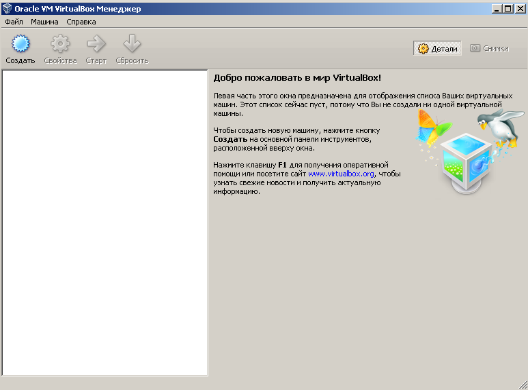 Oracle VM VirtualBox Менеджер
Файл Машина Справка
Создать Свойства Старт Сбросить Детали Снимки
Добро пожаловать в мир VirtualBox!
Левая часть этого окна предназначена для отображения списка Ваших виртуальных
машин. Этот список сейчас пуст, потому что Вы не создали ни одной виртуальной
машины.
Чтобы создать новую машину, нажмите кнопку
Создать на основной панели инструментов,
расположенной вверху окна.
Нажмите клавишу F1 для получения оперативной
помощи или посетите сайт www.virtualbox.org, чтобы
узнать свежие новости и получить актуальную
информацию.